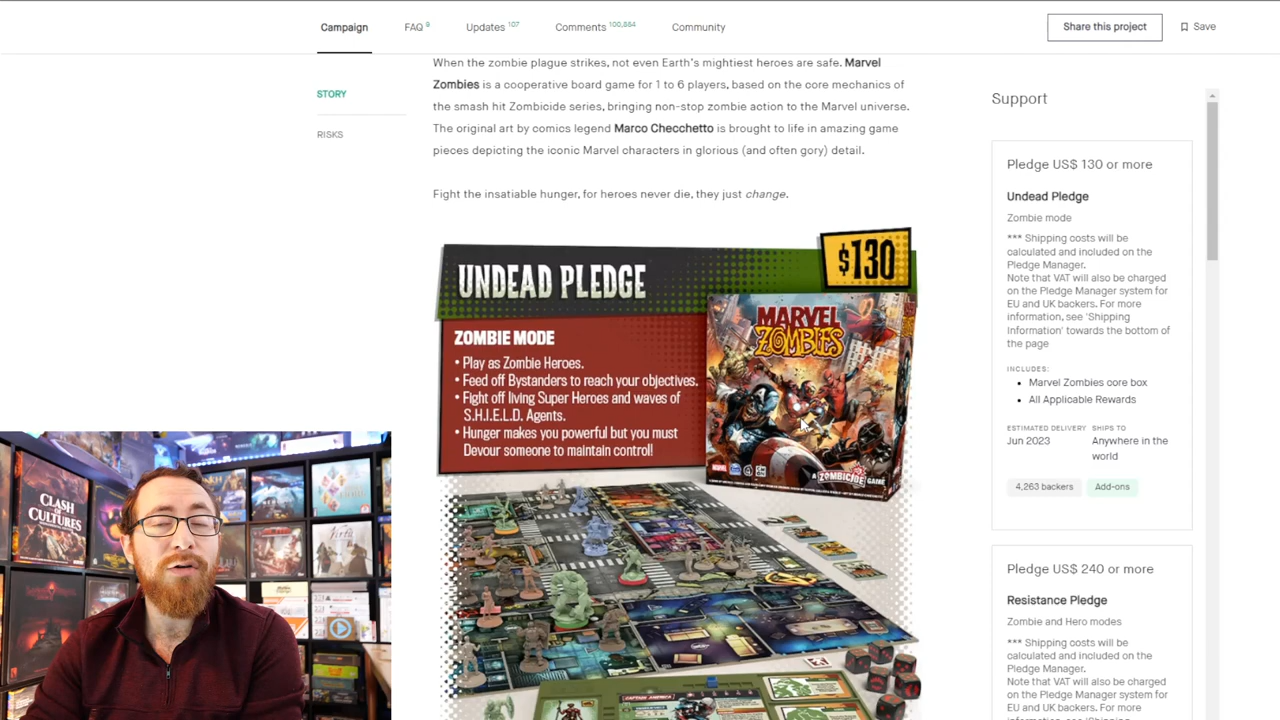 Campaign
FAQ 9
Updates 107
Comments 100,884
Community
Share this project
Save
STORY
RISKS
When the zombie plague strikes, not even Earth's mightiest heroes are safe. Marvel
Zombies is a cooperative board game for 1 to 6 players, based on the core mechanics of
the smash hit Zombicide series, bringing non-stop zombie action to the Marvel universe.
The original art by comics legend Marco Checchetto is brought to life in amazing game
pieces depicting the iconic Marvel characters in glorious (and often gory) detail.
Fight the insatiable hunger, for heroes never die, they just change.
UNDEAD PLEDGE
$130
ZOMBIE MODE
• Play as Zombie Heroes.
• Feed off Bystanders to reach your objectives.
• Fight off living Super Heroes and waves of
S.H.I.E.L.D. Agents.
• Hunger makes you powerful but you must
Devour someone to maintain control!
MARVEL
ZOMBIES
MARVEL
A ZOMBICIDE GAME
CAPTAIN AMERICA
Support
Pledge US$ 130 or more
Undead Pledge
Zombie mode
*** Shipping costs will be
calculated and included on the
Pledge Manager.
Note that VAT will also be charged
on the Pledge Manager system for
EU and UK backers. For more
information, see 'Shipping
Information' towards the bottom of
the page
INCLUDES:
• Marvel Zombies core box
• All Applicable Rewards
ESTIMATED DELIVERY
Jun 2023
SHIPS TO
Anywhere in the
world
4,263 backers
Add-ons
Pledge US$ 240 or more
Resistance Pledge
Zombie and Hero modes
*** Shipping costs will be
calculated and included on the
Pledge Manager.
Note that VAT will also be charged
on the Pledge Manager system for
EU and UK backers. For more
CLASH
OF
CULTURES